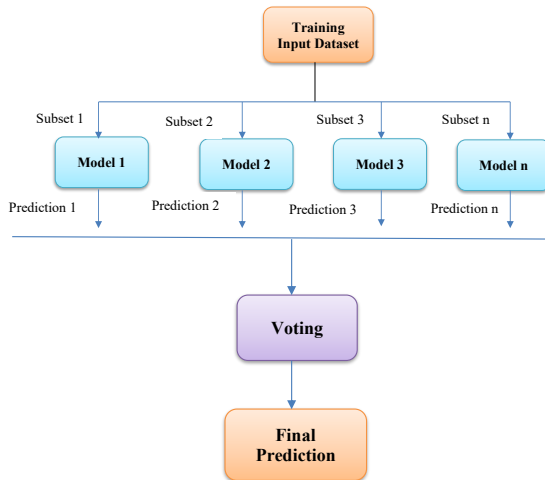 Training
Input Dataset
Subset 1
Subset 2
Subset 3
Subset n
Model 1
Model 2
Model 3
Model n
Prediction 1
Prediction 2
Prediction 3
Prediction n
Voting
Final
Prediction